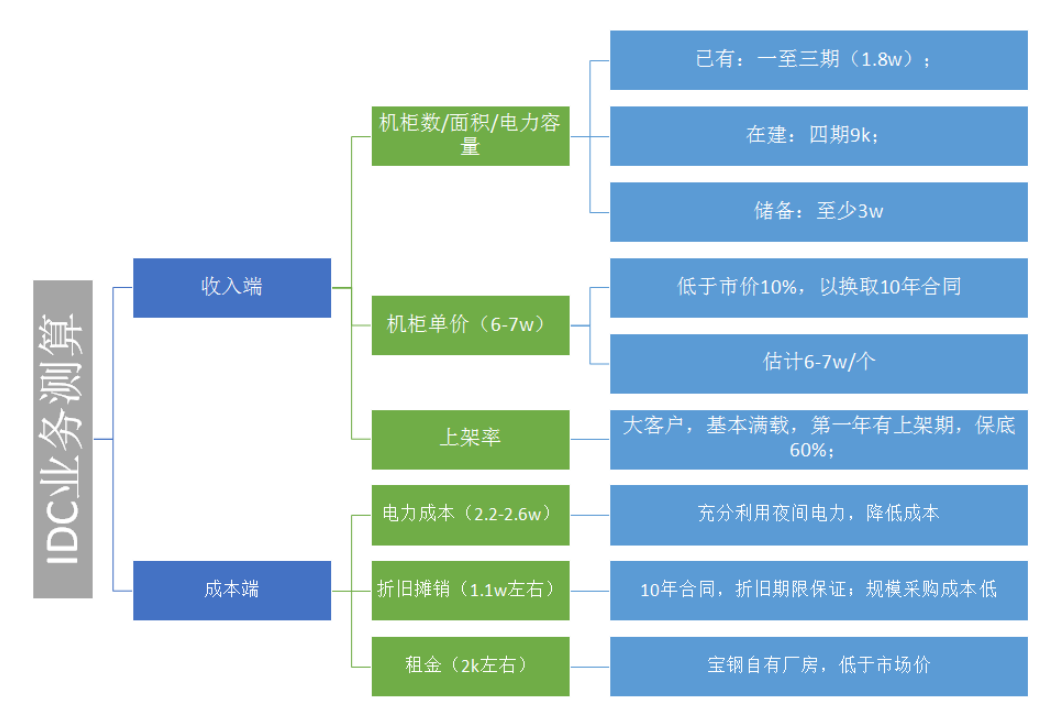 IDC业务测算
收入端
机柜数/面积/电力容
量
已有：一至三期（1.8w）；
在建：四期9k；
储备：至少3w
机柜单价（6-7w）
低于市价10%，以换取10年合同
估计6-7w/个
上架率
大客户，基本满载，第一年有上架期，保底
60%；
成本端
电力成本（2.2-2.6w）
充分利用夜间电力，降低成本
折旧摊销（1.1w左右）
10年合同，折旧期限保证；规模采购成本低
租金（2k左右）
宝钢自有厂房，低于市场价